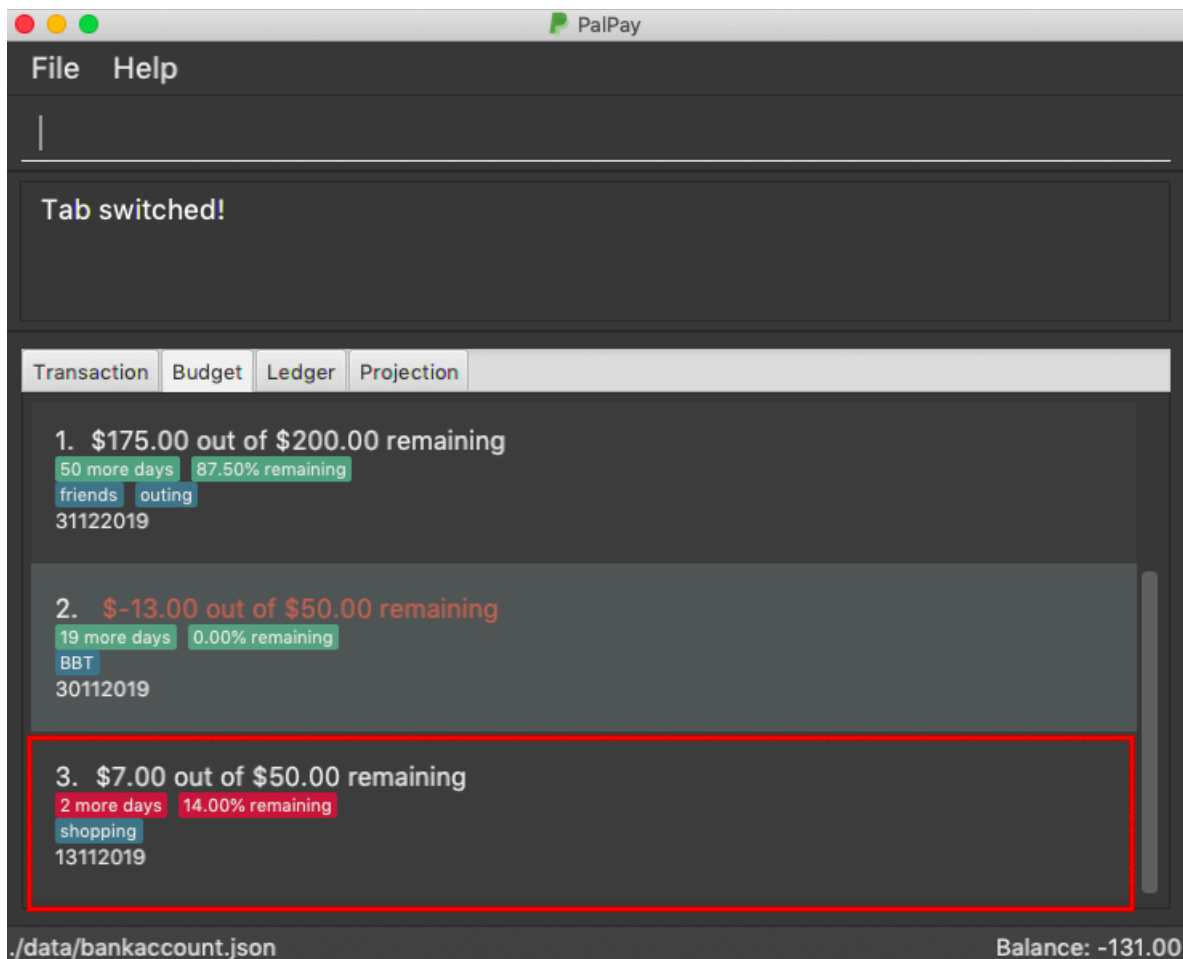 PalPay
File Help
Tab switched!
Transaction Budget Ledger Projection
1. $175.00 out of $200.00 remaining
50 more days 87.50% remaining
friends outing
31122019
2. $-13.00 out of $50.00 remaining
19 more days 0.00% remaining
BBT
30112019
3. $7.00 out of $50.00 remaining
2 more days 14.00% remaining
shopping
13112019
./data/bankaccount.json Balance: -131.00